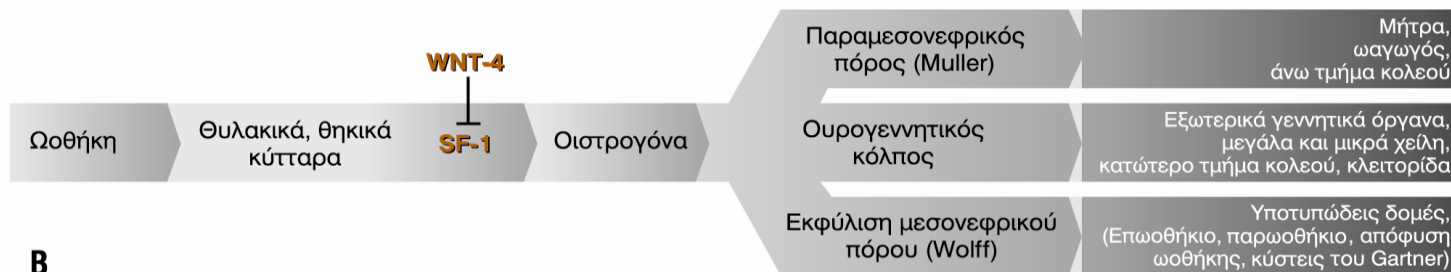 WNT-4
Ωοθήκη
Θυλακικά, θηκικά
κύτταρα
SF-1
Οιστρογόνα
Παραμεσονεφρικός
πόρος (Muller)
Μήτρα,
ωαγωγός,
άνω τμήμα κολεού
Ουρογεννητικός
κόλπος
Εξωτερικά γεννητικά όργανα,
μεγάλα και μικρά χείλη,
κατώτερο τμήμα κολεού, κλειτορίδα
Εκφύλιση μεσονεφρικού
πόρου (Wolff)
Υποτυπώδεις δομές,
(Επωοθήκιο, παρωοθήκιο, απόφυση
ωοθήκης, κύστεις του Gartner)
B